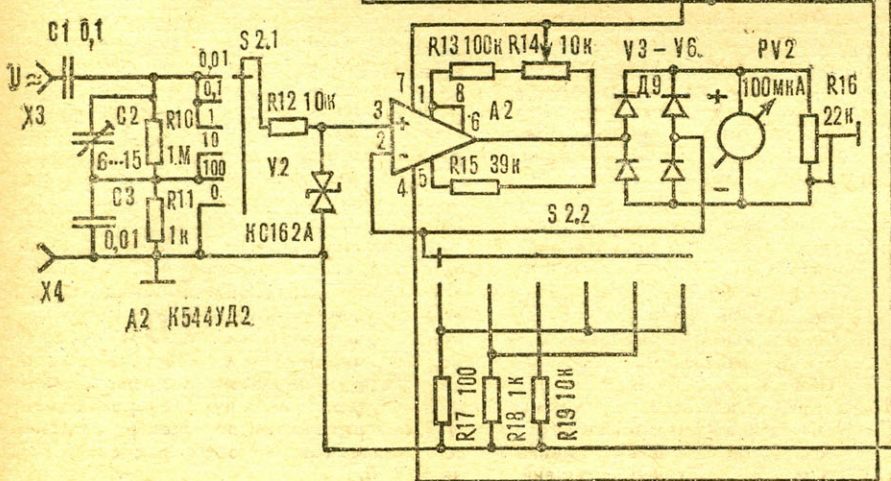 C1 0,1
U≈
X3
C2
6...15
C3
0,01
X4
R10
1М
R11
1к
0,01
0,1
1
10
100
0
S2.1
R12 10к
V2
КС162А
А2 К544УД2
7
1
3
2
4
5
8
6
+
-
R13 100к
R14 10к
А2
R15 39к
V3-V6
Д9
PV2
100мкА
+
-
R16
22к
S2.2
R17 100
R18 1к
R19 10к